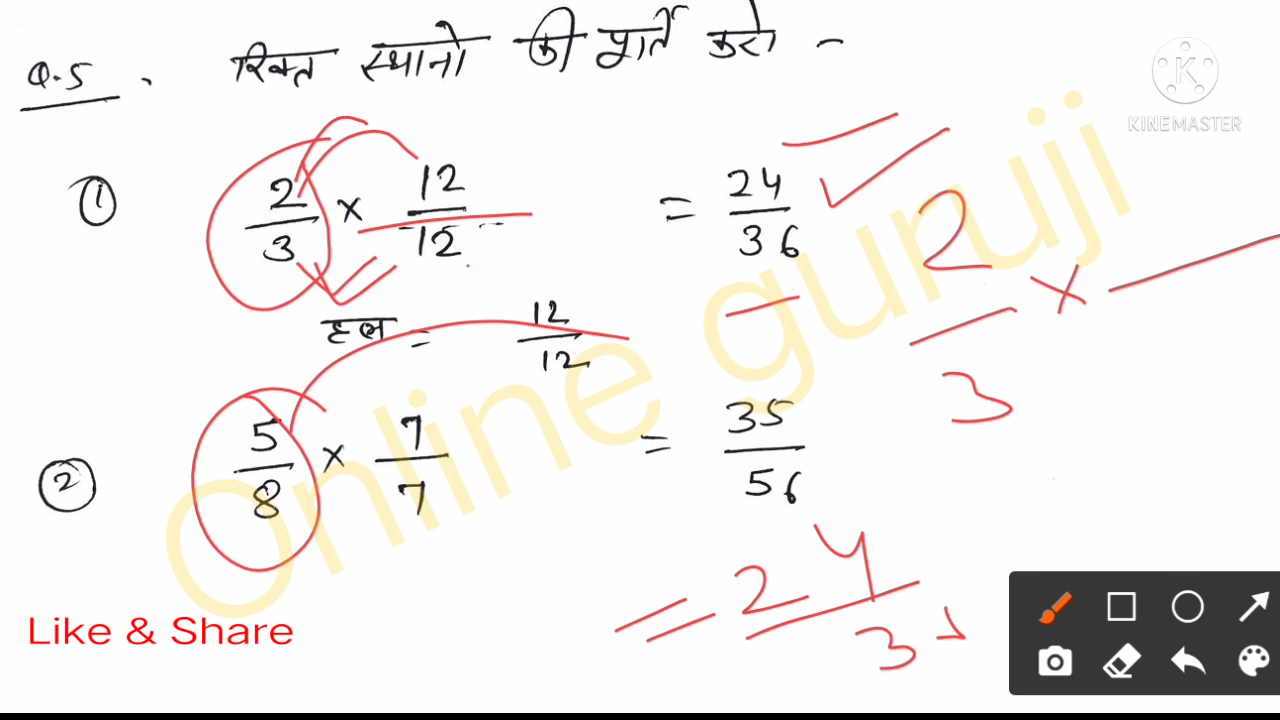 Q.5. रिक्त स्थानो की पूर्ति करो -
KINEMASTER
① 2/3 × 12/12 = 24/36
2/3 ×
हल = 12/12
② 5/8 × 7/7 = 35/56
= 24/3
Online guruji
Like & Share